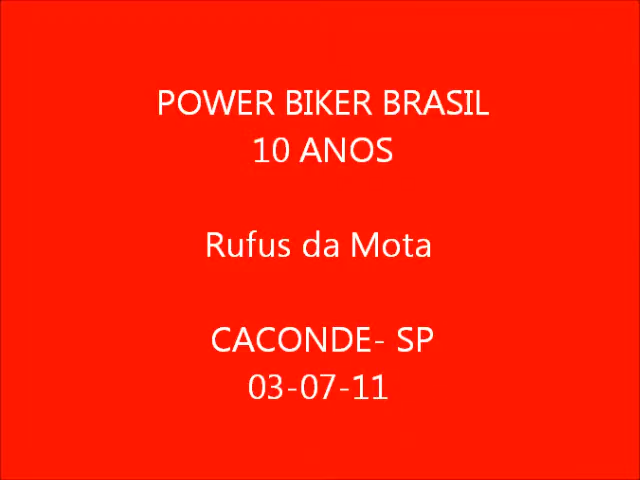 POWER BIKER BRASIL
10 ANOS
Rufus da Mota
CACONDE- SP
03-07-11